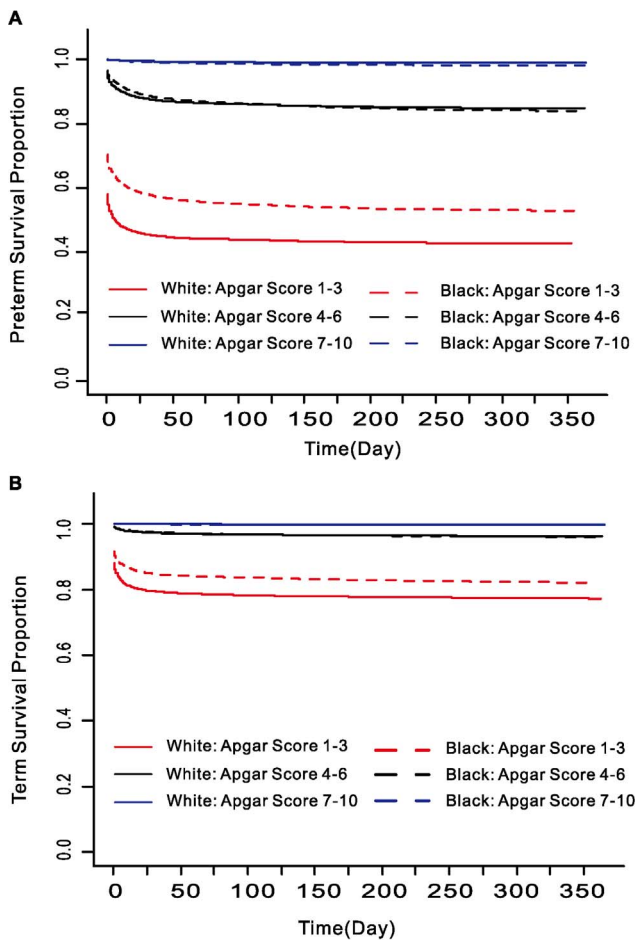 A
Preterm Survival Proportion
1.0
0.8
0.6
0.4
0.2
0.0
White: Apgar Score 1-3
Black: Apgar Score 1-3
White: Apgar Score 4-6
Black: Apgar Score 4-6
White: Apgar Score 7-10
Black: Apgar Score 7-10
0 50 100 150 200 250 300 350
Time(Day)
B
Term Survival Proportion
1.0
0.8
0.6
0.4
0.2
0.0
White: Apgar Score 1-3
Black: Apgar Score 1-3
White: Apgar Score 4-6
Black: Apgar Score 4-6
White: Apgar Score 7-10
Black: Apgar Score 7-10
0 50 100 150 200 250 300 350
Time(Day)